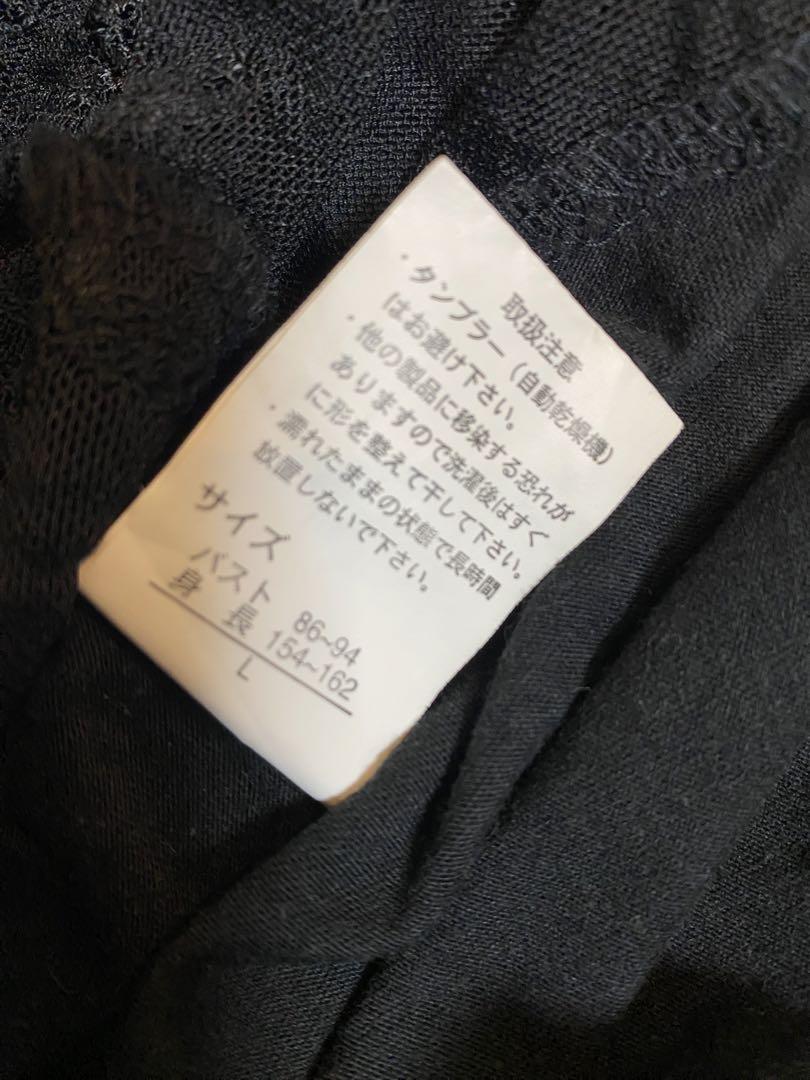 取扱注意
・タンブラー(自動乾燥機)
はお避け下さい。
・他の製品に移染する恐れが
ありますので洗濯後はすぐ
に形を整えて干して下さい。
・濡れたままの状態で長時間
放置しないで下さい。
サイズ
バスト 86~94
身長 154~162
L